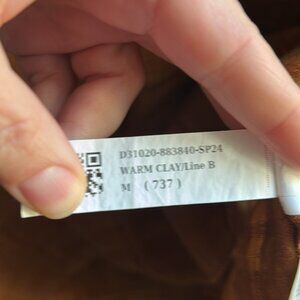 D31020-883840-SP24
WARM CLAY/Line B
M ( 737 )